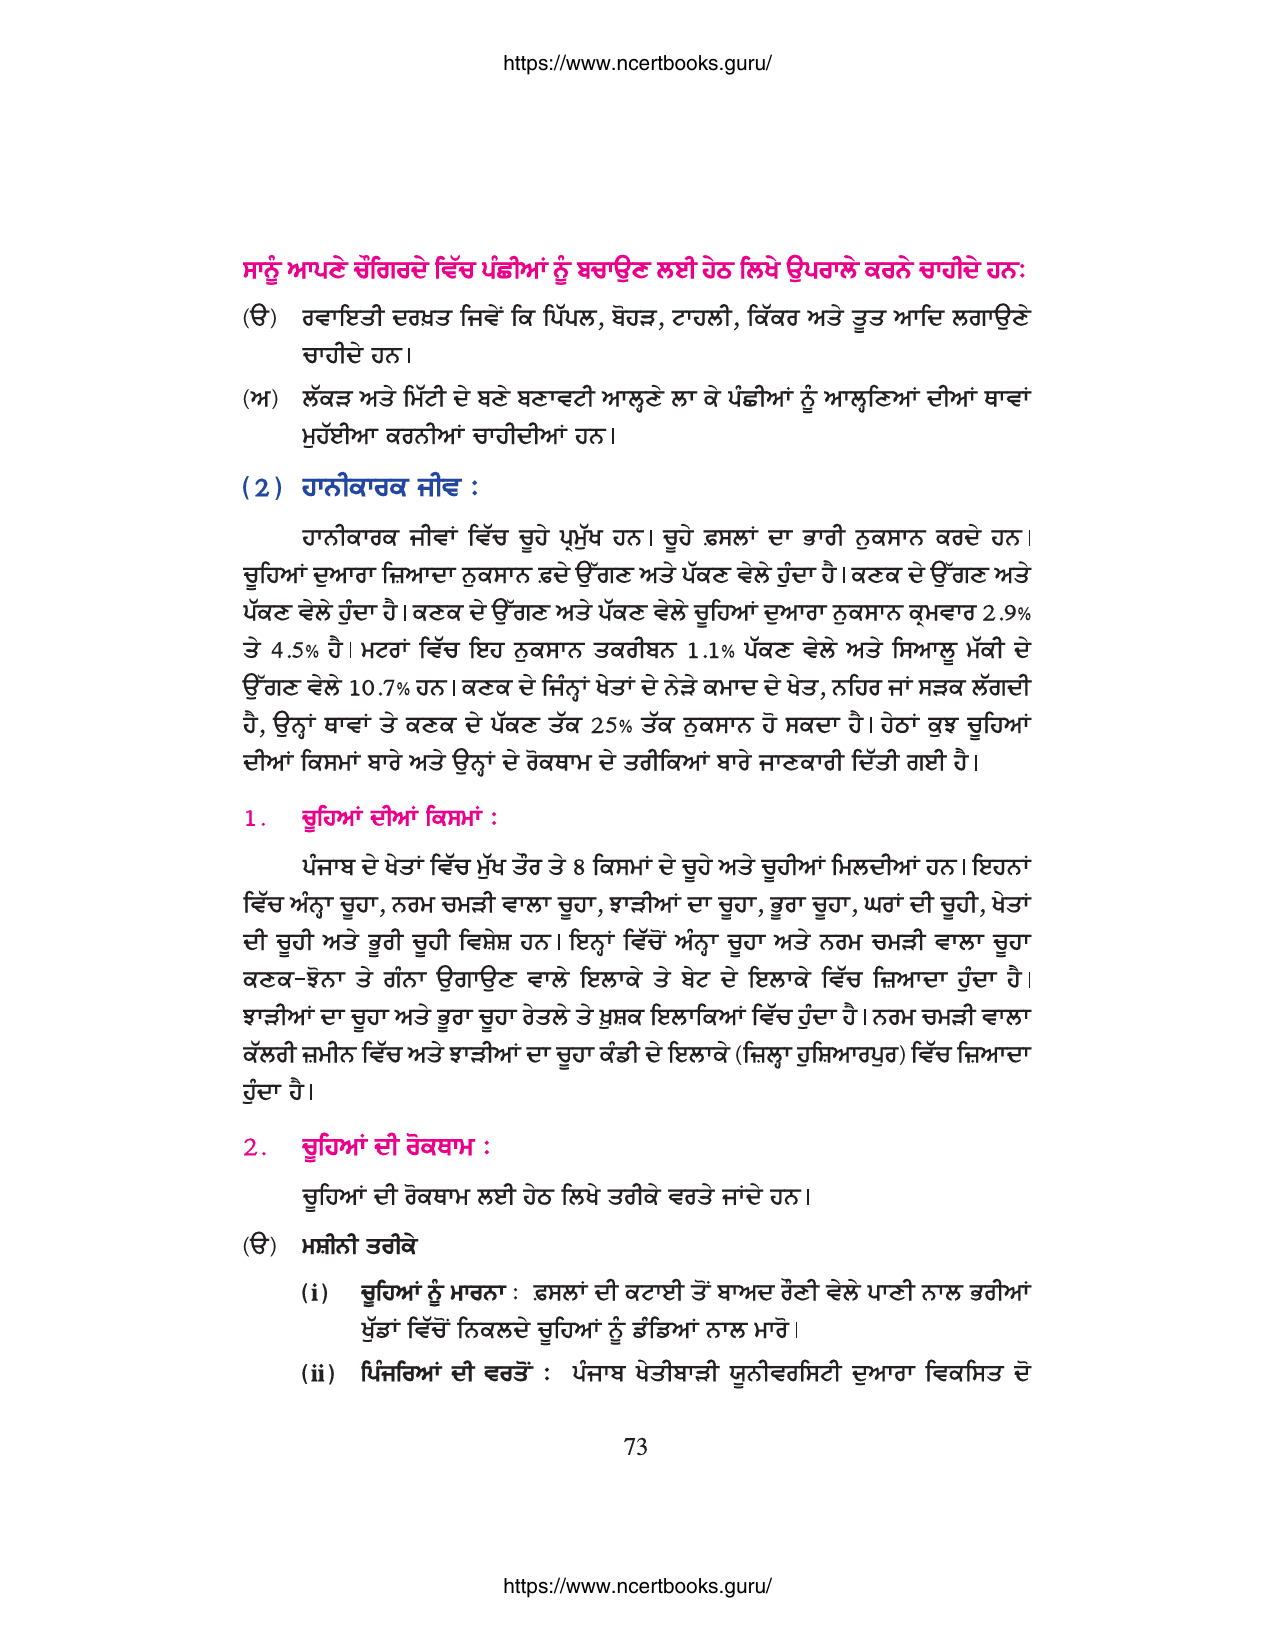 https://www.ncertbooks.guru/
ਸਾਨੂੰ ਆਪਣੇ ਚੌਗਿਰਦੇ ਵਿੱਚ ਪੰਛੀਆਂ ਨੂੰ ਬਚਾਉਣ ਲਈ ਹੇਠ ਲਿਖੇ ਉਪਰਾਲੇ ਕਰਨੇ ਚਾਹੀਦੇ ਹਨ:
(ੳ) ਰਵਾਇਤੀ ਦਰਖ਼ਤ ਜਿਵੇਂ ਕਿ ਪਿੱਪਲ, ਬੋਹੜ, ਟਾਹਲੀ, ਕਿੱਕਰ ਅਤੇ ਤੂਤ ਆਦਿ ਲਗਾਉਣੇ
ਚਾਹੀਦੇ ਹਨ।
(ਅ) ਲੱਕੜ ਅਤੇ ਮਿੱਟੀ ਦੇ ਬਣੇ ਬਣਾਵਟੀ ਆਲ੍ਹਣੇ ਲਾ ਕੇ ਪੰਛੀਆਂ ਨੂੰ ਆਲ੍ਹਣਿਆਂ ਦੀਆਂ ਥਾਵਾਂ
ਮੁਹੱਈਆ ਕਰਨੀਆਂ ਚਾਹੀਦੀਆਂ ਹਨ।
(2) ਹਾਨੀਕਾਰਕ ਜੀਵ :
ਹਾਨੀਕਾਰਕ ਜੀਵਾਂ ਵਿੱਚ ਚੂਹੇ ਪ੍ਰਮੁੱਖ ਹਨ। ਚੂਹੇ ਫ਼ਸਲਾਂ ਦਾ ਭਾਰੀ ਨੁਕਸਾਨ ਕਰਦੇ ਹਨ।
ਚੂਹਿਆਂ ਦੁਆਰਾ ਜ਼ਿਆਦਾ ਨੁਕਸਾਨ ਫ਼ਦੇ ਉੱਗਣ ਅਤੇ ਪੱਕਣ ਵੇਲੇ ਹੁੰਦਾ ਹੈ। ਕਣਕ ਦੇ ਉੱਗਣ ਅਤੇ
ਪੱਕਣ ਵੇਲੇ ਹੁੰਦਾ ਹੈ। ਕਣਕ ਦੇ ਉੱਗਣ ਅਤੇ ਪੱਕਣ ਵੇਲੇ ਚੂਹਿਆਂ ਦੁਆਰਾ ਨੁਕਸਾਨ ਕ੍ਰਮਵਾਰ 2.9%
ਤੇ 4.5% ਹੈ। ਮਟਰਾਂ ਵਿੱਚ ਇਹ ਨੁਕਸਾਨ ਤਕਰੀਬਨ 1.1% ਪੱਕਣ ਵੇਲੇ ਅਤੇ ਸਿਆਲੂ ਮੱਕੀ ਦੇ
ਉੱਗਣ ਵੇਲੇ 10.7% ਹਨ। ਕਣਕ ਦੇ ਜਿੰਨ੍ਹਾਂ ਖੇਤਾਂ ਦੇ ਨੇੜੇ ਕਮਾਦ ਦੇ ਖੇਤ, ਨਹਿਰ ਜਾਂ ਸੜਕ ਲੱਗਦੀ
ਹੈ, ਉਨ੍ਹਾਂ ਥਾਵਾਂ ਤੇ ਕਣਕ ਦੇ ਪੱਕਣ ਤੱਕ 25% ਤੱਕ ਨੁਕਸਾਨ ਹੋ ਸਕਦਾ ਹੈ। ਹੇਠਾਂ ਕੁਝ ਚੂਹਿਆਂ
ਦੀਆਂ ਕਿਸਮਾਂ ਬਾਰੇ ਅਤੇ ਉਨ੍ਹਾਂ ਦੇ ਰੋਕਥਾਮ ਦੇ ਤਰੀਕਿਆਂ ਬਾਰੇ ਜਾਣਕਾਰੀ ਦਿੱਤੀ ਗਈ ਹੈ।
1. ਚੂਹਿਆਂ ਦੀਆਂ ਕਿਸਮਾਂ :
ਪੰਜਾਬ ਦੇ ਖੇਤਾਂ ਵਿੱਚ ਮੁੱਖ ਤੌਰ ਤੇ 8 ਕਿਸਮਾਂ ਦੇ ਚੂਹੇ ਅਤੇ ਚੂਹੀਆਂ ਮਿਲਦੀਆਂ ਹਨ। ਇਹਨਾਂ
ਵਿੱਚ ਅੰਨ੍ਹਾ ਚੂਹਾ, ਨਰਮ ਚਮੜੀ ਵਾਲਾ ਚੂਹਾ, ਝਾੜੀਆਂ ਦਾ ਚੂਹਾ, ਭੂਰਾ ਚੂਹਾ, ਘਰਾਂ ਦੀ ਚੂਹੀ, ਖੇਤਾਂ
ਦੀ ਚੂਹੀ ਅਤੇ ਭੂਰੀ ਚੂਹੀ ਵਿਸ਼ੇਸ਼ ਹਨ। ਇਨ੍ਹਾਂ ਵਿੱਚੋਂ ਅੰਨ੍ਹਾ ਚੂਹਾ ਅਤੇ ਨਰਮ ਚਮੜੀ ਵਾਲਾ ਚੂਹਾ
ਕਣਕ-ਝੋਨਾ ਤੇ ਗੰਨਾ ਉਗਾਉਣ ਵਾਲੇ ਇਲਾਕੇ ਤੇ ਬੇਟ ਦੇ ਇਲਾਕੇ ਵਿੱਚ ਜ਼ਿਆਦਾ ਹੁੰਦਾ ਹੈ।
ਝਾੜੀਆਂ ਦਾ ਚੂਹਾ ਅਤੇ ਭੂਰਾ ਚੂਹਾ ਰੇਤਲੇ ਤੇ ਖ਼ੁਸ਼ਕ ਇਲਾਕਿਆਂ ਵਿੱਚ ਹੁੰਦਾ ਹੈ। ਨਰਮ ਚਮੜੀ ਵਾਲਾ
ਕੱਲਰੀ ਜ਼ਮੀਨ ਵਿੱਚ ਅਤੇ ਝਾੜੀਆਂ ਦਾ ਚੂਹਾ ਕੰਡੀ ਦੇ ਇਲਾਕੇ (ਜ਼ਿਲ੍ਹਾ ਹੁਸ਼ਿਆਰਪੁਰ) ਵਿੱਚ ਜ਼ਿਆਦਾ
ਹੁੰਦਾ ਹੈ।
2. ਚੂਹਿਆਂ ਦੀ ਰੋਕਥਾਮ :
ਚੂਹਿਆਂ ਦੀ ਰੋਕਥਾਮ ਲਈ ਹੇਠ ਲਿਖੇ ਤਰੀਕੇ ਵਰਤੇ ਜਾਂਦੇ ਹਨ।
(ੳ) ਮਸ਼ੀਨੀ ਤਰੀਕੇ
(i) ਚੂਹਿਆਂ ਨੂੰ ਮਾਰਨਾ : ਫ਼ਸਲਾਂ ਦੀ ਕਟਾਈ ਤੋਂ ਬਾਅਦ ਰੌਣੀ ਵੇਲੇ ਪਾਣੀ ਨਾਲ ਭਰੀਆਂ
ਖੁੱਡਾਂ ਵਿੱਚੋਂ ਨਿਕਲਦੇ ਚੂਹਿਆਂ ਨੂੰ ਡੰਡਿਆਂ ਨਾਲ ਮਾਰੋ।
(ii) ਪਿੰਜਰਿਆਂ ਦੀ ਵਰਤੋਂ : ਪੰਜਾਬ ਖੇਤੀਬਾੜੀ ਯੂਨੀਵਰਸਿਟੀ ਦੁਆਰਾ ਵਿਕਸਿਤ ਦੋ
73
https://www.ncertbooks.guru/